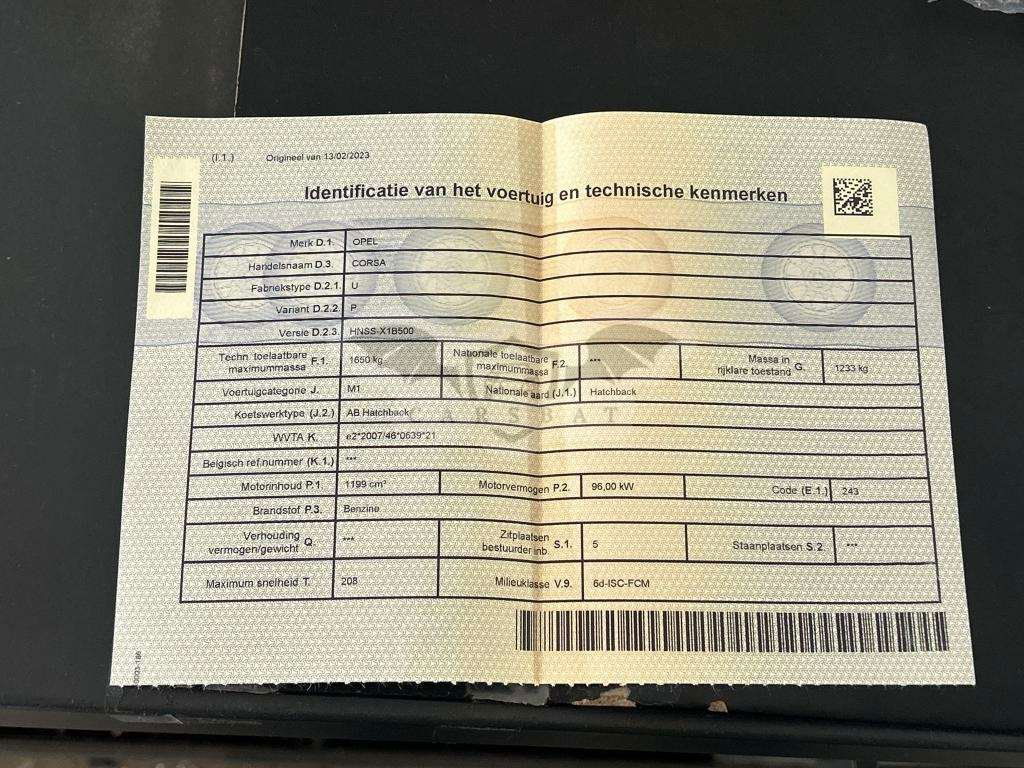 (I.1.) Origineel van 13/02/2023
Identificatie van het voertuig en technische kenmerken
Merk D.1. OPEL
Handelsnaam D.3. CORSA
Fabriekstype D.2.1. U
Variant D.2.2. P
Versie D.2.3. HNSS-X1B500
Techn. toelaatbare maximummassa F.1. 1650 kg Nationale toelaatbare maximummassa F.2. --- Massa in rijklare toestand G. 1233 kg
Voertuigcategorie J. M1 Nationale aard (J.1.) Hatchback
Koetswerktype (J.2.) AB Hatchback
CARSBAT
WVTA K. e2*2007/46*0639*21
Belgisch ref.nummer (K.1.) ---
Motorinhoud P.1. 1199 cm³ Motorvermogen P.2. 96,00 kW Code (E.1.) 243
Brandstof P.3. Benzine
Verhouding vermogen/gewicht Q. --- Zitplaatsen bestuurder inb. S.1. 5 Staanplaatsen S.2. ---
Maximum snelheid T. 208 Milieuklasse V.9. 6d-ISC-FCM